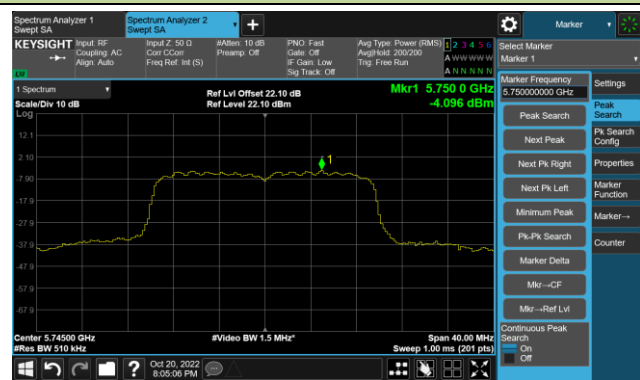 Spectrum Analyzer 1
Swept SA
Spectrum Analyzer 2
Swept SA
+
Marker
KEYSIGHT
Input: RF
Coupling: AC
Align: Auto
Input Z: 50 Ω
Corr CCorr
Freq Ref: Int (S)
#Atten: 10 dB
Preamp: Off
PNO: Fast
Gate: Off
IF Gain: Low
Sig Track: Off
Avg Type: Power (RMS)
Avg|Hold: 200/200
Trig: Free Run
1 2 3 4 5 6
A W W W W W
A N N N N N
Select Marker
Marker 1
1 Spectrum
Scale/Div 10 dB
Log
Ref Lvl Offset 22.10 dB
Ref Level 22.10 dBm
Mkr1 5.750 0 GHz
-4.096 dBm
12.1
2.10
-7.90
-17.9
-27.9
-37.9
-47.9
-57.9
-67.9
1
Center 5.74500 GHz
#Res BW 510 kHz
#Video BW 1.5 MHz*
Span 40.00 MHz
Sweep 1.00 ms (201 pts)
Marker Frequency
5.750000000 GHz
Peak Search
Next Peak
Next Pk Right
Next Pk Left
Minimum Peak
Pk-Pk Search
Marker Delta
Mkr→CF
Mkr→Ref Lvl
Continuous Peak
Search
On
Off
Settings
Peak
Search
Pk Search
Config
Properties
Marker
Function
Marker→
Counter
?
Oct 20, 2022
8:05:06 PM